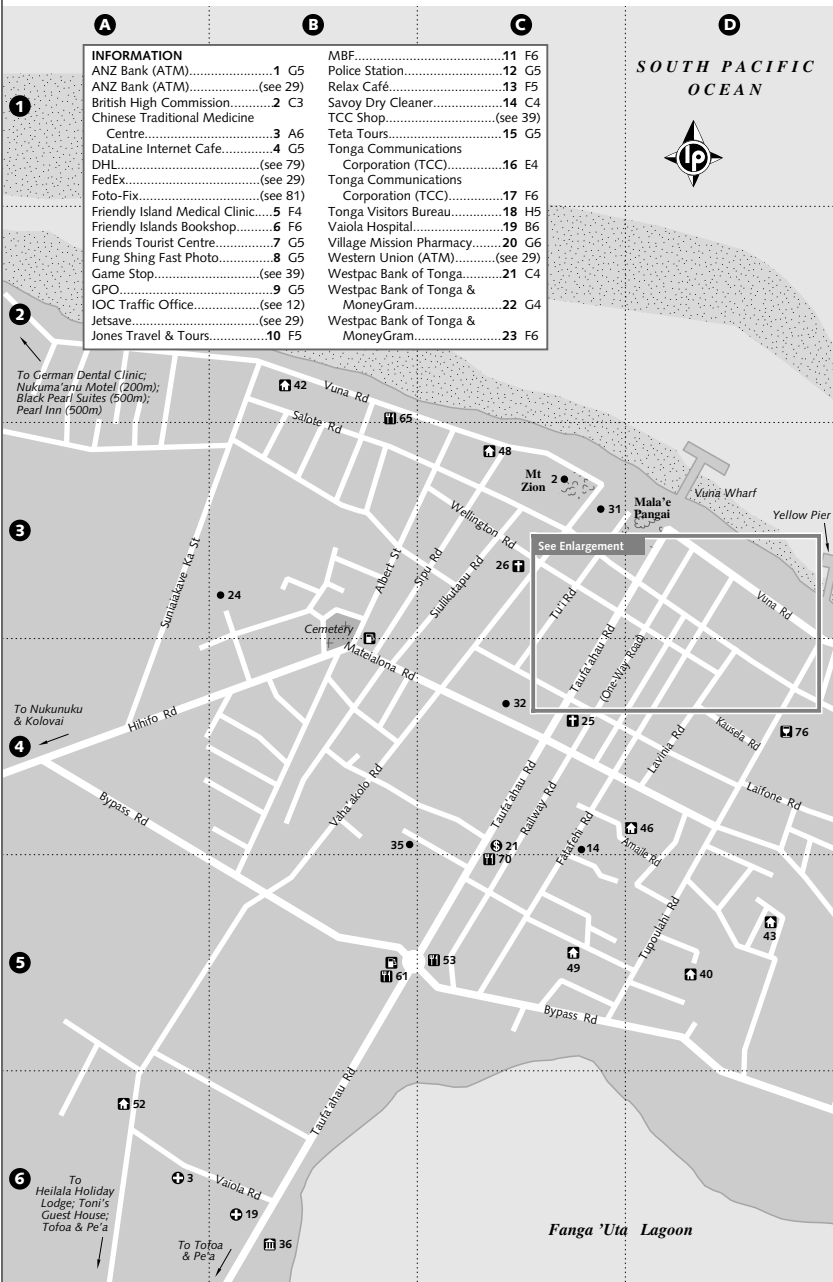 A
B
C
D
INFORMATION
ANZ Bank (ATM)......................1 G5
ANZ Bank (ATM)......................(see 29)
British High Commission..........2 C3
Chinese Traditional Medicine
Centre.............................3 A6
DataLine Internet Cafe............4 G5
DHL.......................................(see 79)
FedEx.....................................(see 29)
Foto-Fix..................................(see 81)
Friendly Island Medical Clinic.....5 F4
Friendly Islands Bookshop........6 F6
Friends Tourist Centre..............7 G5
Fung Shing Fast Photo.............8 G5
Game Stop.............................(see 39)
GPO.......................................9 G5
IOC Traffic Office....................(see 12)
Jetsave...................................(see 29)
Jones Travel & Tours...............10 F5
MBF.......................................11 F6
Police Station.........................12 G5
Relax Café..............................13 F5
Savoy Dry Cleaner..................14 C4
TCC Shop..............................(see 39)
Teta Tours..............................15 G5
Tonga Communications
Corporation (TCC)...............16 E4
Tonga Communications
Corporation (TCC)...............17 F6
Tonga Visitors Bureau.............18 H5
Vaiola Hospital.......................19 B6
Village Mission Pharmacy........20 G6
Western Union (ATM).............(see 29)
Westpac Bank of Tonga..........21 C4
Westpac Bank of Tonga &
MoneyGram.......................22 G4
Westpac Bank of Tonga &
MoneyGram.......................23 F6
SOUTH PACIFIC
OCEAN
lp
1
2
To German Dental Clinic;
Nukuma'anu Motel (200m);
Black Pearl Suites (500m);
Pearl Inn (500m)
42
Vuna Rd
65
Salote Rd
48
Mt
Zion
2
31
Mala'e
Pangai
Vuna Wharf
Yellow Pier
3
Wellington Rd
See Enlargement
26
Albert St
Sipu Rd
Siulikutapu Rd
Suniaiakave Ka St
24
Tu'i Rd
Vuna Rd
Cemetery
Mateialona Rd
Taufa'ahau Rd
(One-Way Road)
To Nukunuku
& Kolovai
Hihifo Rd
32
25
Kausela Rd
76
4
Lavinia Rd
Laifone Rd
Vaha'akolo Rd
Bypass Rd
Taufa'ahau Rd
Railway Rd
Fatafehi Rd
46
Amaile Rd
35
21
70
14
Tupoulahi Rd
43
5
53
61
49
40
Bypass Rd
Taufa'ahau Rd
52
6
To
Heilala Holiday
Lodge; Toni's
Guest House;
Tofoa & Pe'a
3
Vaiola Rd
19
36
To Tofoa
& Pe'a
Fanga 'Uta Lagoon